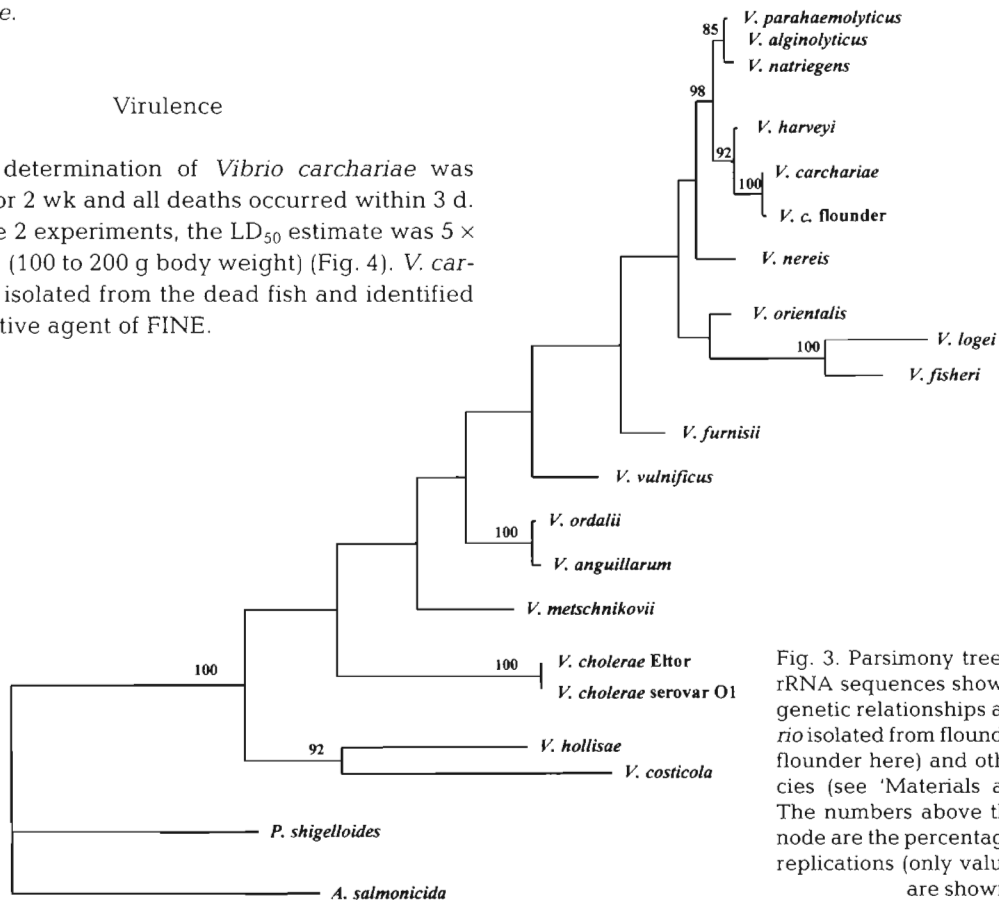 e.
Virulence
determination of Vibrio carchariae was
or 2 wk and all deaths occurred within 3 d.
e 2 experiments, the LD50 estimate was 5 ×
(100 to 200 g body weight) (Fig. 4). V. car-
isolated from the dead fish and identified
tive agent of FINE.
85
V. parahaemolyticus
V. alginolyticus
V. natriegens
98
V. harveyi
92
V. carchariae
100
V. c. flounder
V. nereis
V. orientalis
V. logei
100
V. fisheri
V. furnisii
V. vulnificus
V. ordalii
100
V. anguillarum
V. metschnikovii
100
V. cholerae Eltor
V. cholerae serovar O1
100
V. hollisae
92
V. costicola
P. shigelloides
A. salmonicida
Fig. 3. Parsimony tree
rRNA sequences show
genetic relationships a
rio isolated from flound
flounder here) and oth
cies (see 'Materials a
The numbers above th
node are the percentag
replications (only valu
are shown